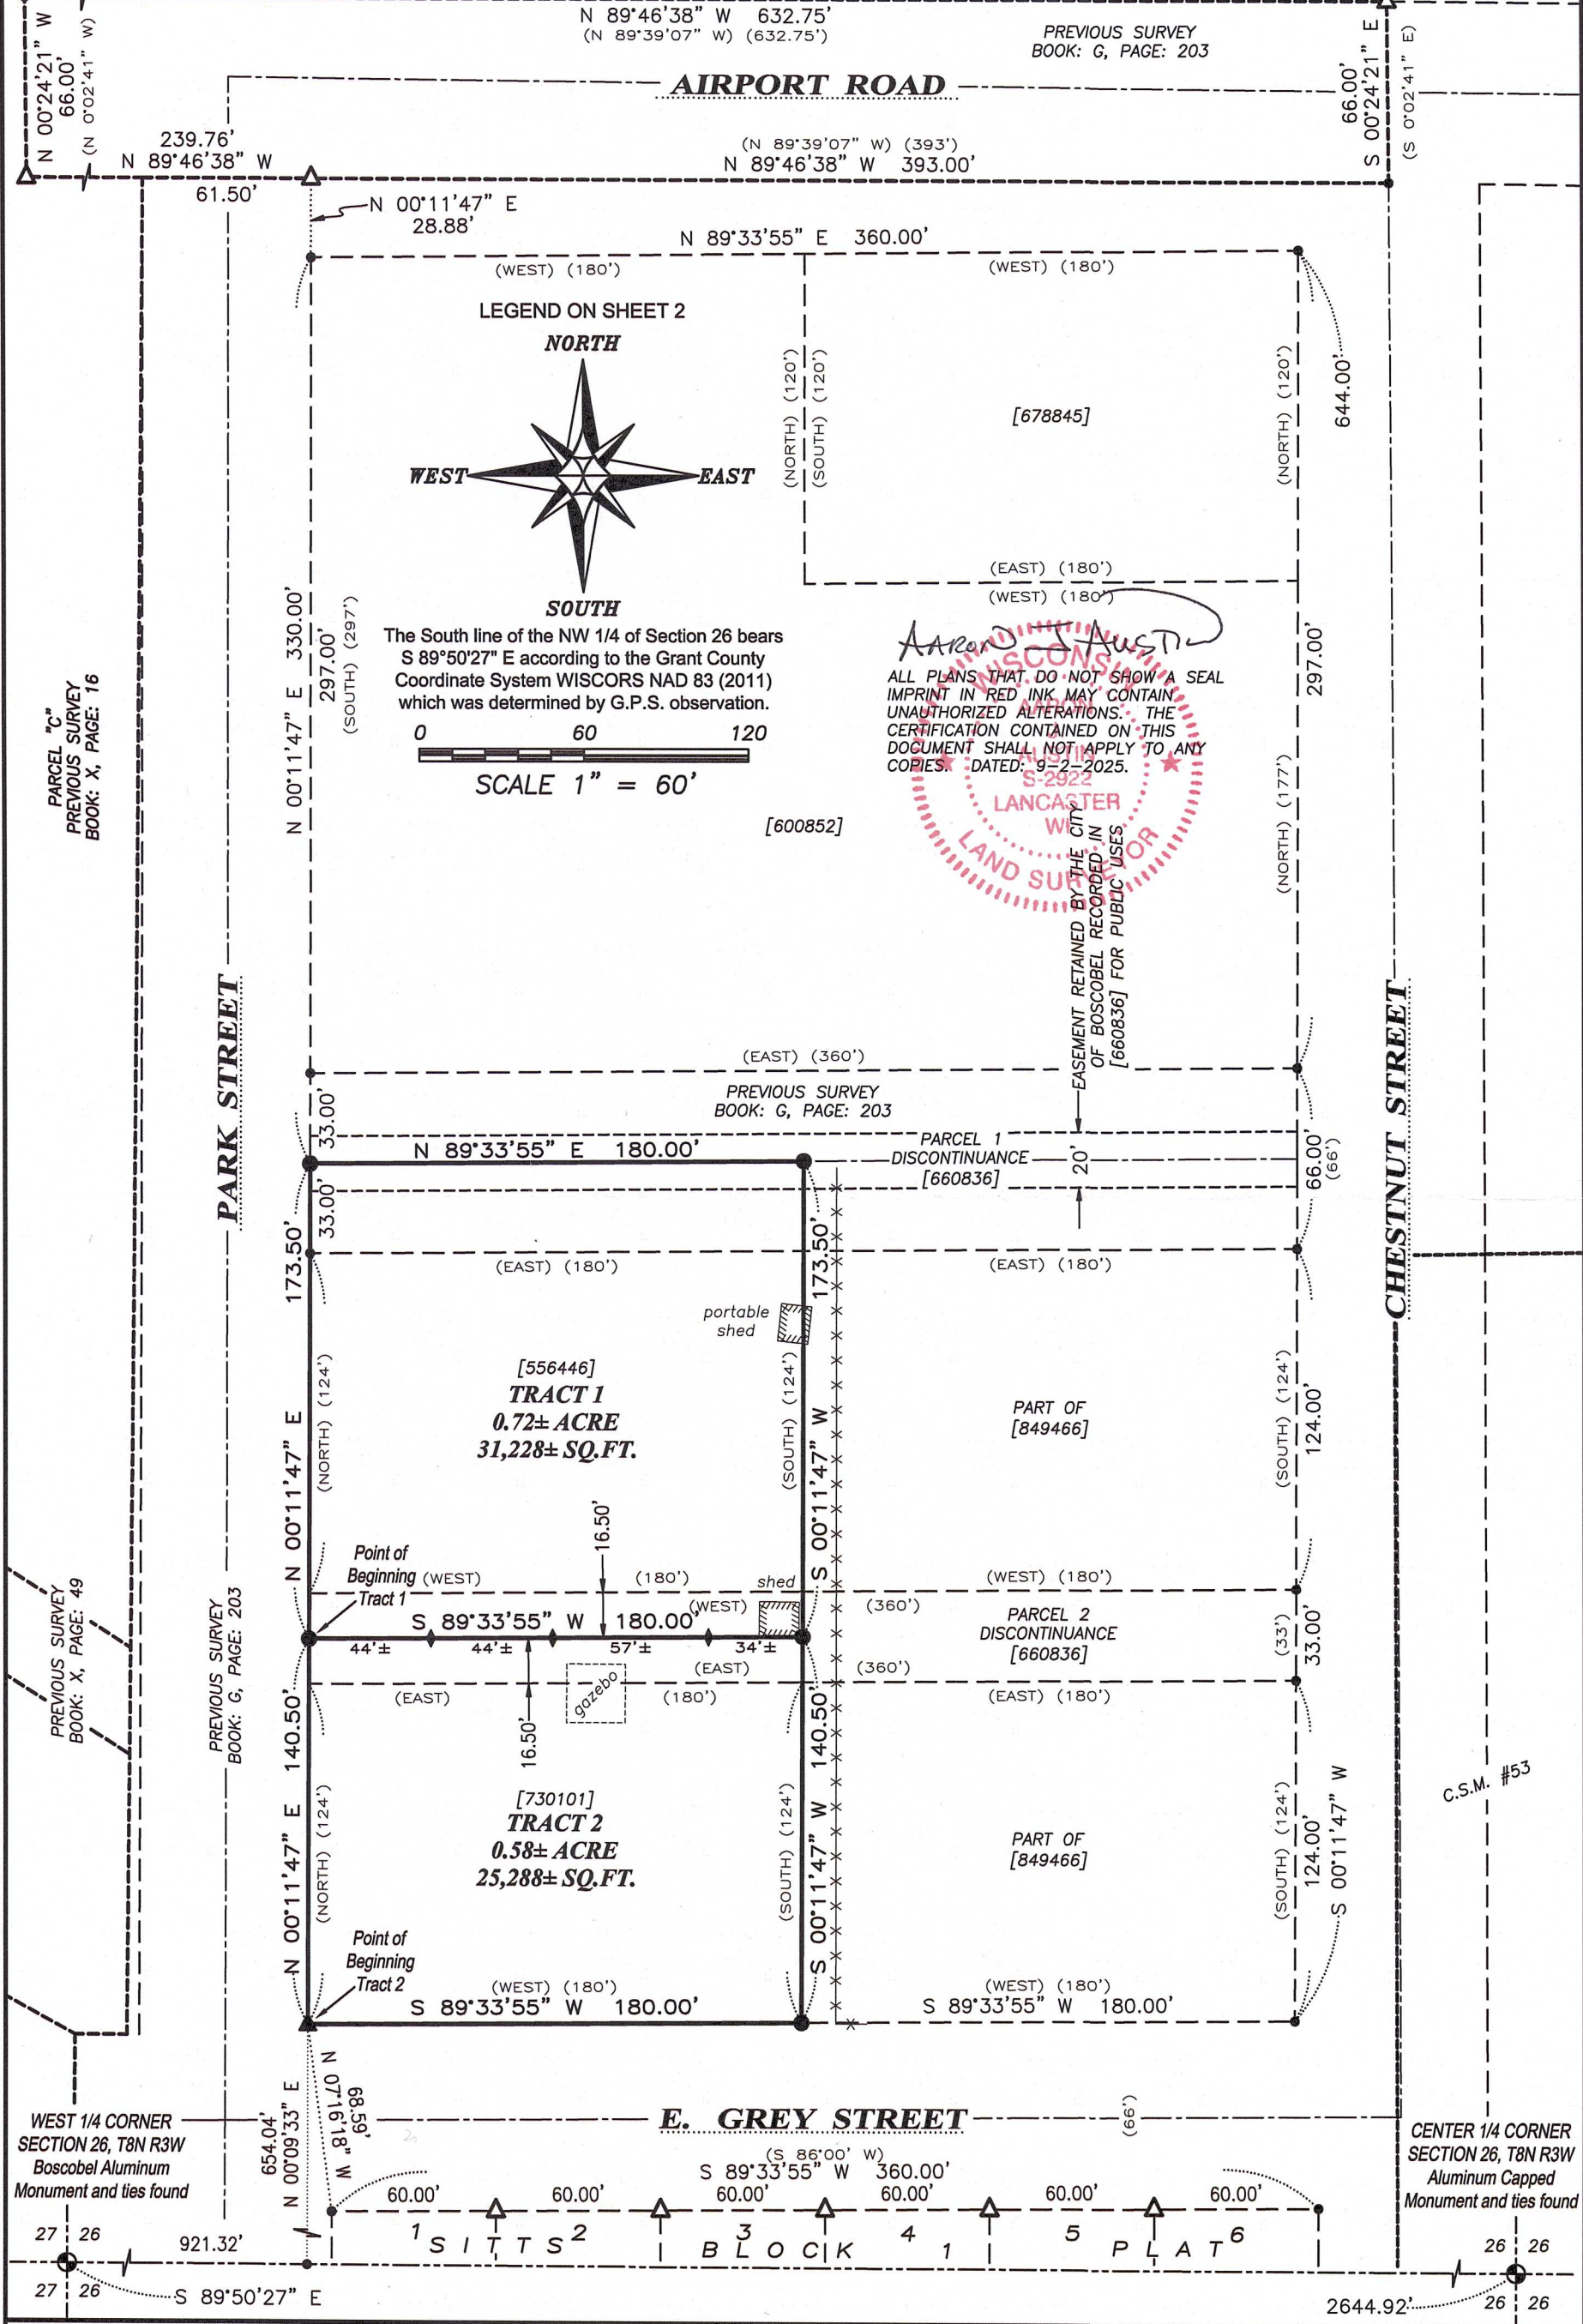 N 89°46'38" W 632.75'
(N 89°39'07" W) (632.75')
PREVIOUS SURVEY
BOOK: G, PAGE: 203
N 00°24'21" W
66.00'
(N 0°02'41" W)
AIRPORT ROAD
66.00'
S 00°24'21" E
(S 0°02'41" E)
239.76'
N 89°46'38" W
61.50'
(N 89°39'07" W) (393')
N 89°46'38" W 393.00'
N 00°11'47" E
28.88'
N 89°33'55" E 360.00'
(WEST) (180')
(WEST) (180')
LEGEND ON SHEET 2
NORTH
WEST
EAST
SOUTH
(NORTH) (120')
(SOUTH) (120')
[678845]
(NORTH) (120')
644.00'
(EAST) (180')
(WEST) (180')
The South line of the NW 1/4 of Section 26 bears
S 89°50'27" E according to the Grant County
Coordinate System WISCORS NAD 83 (2011)
which was determined by G.P.S. observation.
0 60 120
SCALE 1" = 60'
N 00°11'47" E 330.00'
297.00'
(SOUTH) (297')
PARCEL "C"
PREVIOUS SURVEY
BOOK: X, PAGE: 16
AARON J AUSTIN
ALL PLANS THAT DO NOT SHOW A SEAL
IMPRINT IN RED INK MAY CONTAIN
UNAUTHORIZED ALTERATIONS. THE
CERTIFICATION CONTAINED ON THIS
DOCUMENT SHALL NOT APPLY TO ANY
COPIES. DATED: 9-2-2025.
WISCONSIN
AARON
J
AUSTIN
S-2922
LANCASTER
WI
LAND SURVEYOR
297.00'
(NORTH) (177')
[600852]
EASEMENT RETAINED BY THE CITY
OF BOSCOBEL RECORDED IN
[660836] FOR PUBLIC USES
PARK STREET
CHESTNUT STREET
(EAST) (360')
PREVIOUS SURVEY
BOOK: G, PAGE: 203
33.00'
N 89°33'55" E 180.00'
PARCEL 1
DISCONTINUANCE
[660836]
20'
66.00'
(66')
33.00'
173.50'
173.50'
(EAST) (180')
(EAST) (180')
portable
shed
[556446]
TRACT 1
0.72± ACRE
31,228± SQ.FT.
N 00°11'47" E
(NORTH) (124')
(SOUTH) (124')
S 00°11'47" W
PART OF
[849466]
(SOUTH) (124')
124.00'
16.50'
Point of
Beginning
Tract 1
(WEST) (180')
shed
(WEST) (180')
(WEST)
(360')
S 89°33'55" W 180.00'
44'± 44'± 57'± 34'±
PARCEL 2
DISCONTINUANCE
[660836]
(33')
33.00'
(EAST)
(360')
(EAST) (180')
(EAST) (180')
gazebo
16.50'
PREVIOUS SURVEY
BOOK: X, PAGE: 49
PREVIOUS SURVEY
BOOK: G, PAGE: 203
N 00°11'47" E 140.50'
(NORTH) (124')
[730101]
TRACT 2
0.58± ACRE
25,288± SQ.FT.
(SOUTH) (124')
S 00°11'47" W 140.50'
PART OF
[849466]
(SOUTH) (124')
124.00'
S 00°11'47" W
C.S.M. #53
Point of
Beginning
Tract 2
(WEST) (180')
S 89°33'55" W 180.00'
(WEST) (180')
S 89°33'55" W 180.00'
WEST 1/4 CORNER
SECTION 26, T8N R3W
Boscobel Aluminum
Monument and ties found
654.04'
N 00°09'33" E
68.59'
N 07°16'18" W
E. GREY STREET
(66')
(S 86°00' W)
S 89°33'55" W 360.00'
CENTER 1/4 CORNER
SECTION 26, T8N R3W
Aluminum Capped
Monument and ties found
60.00' 60.00' 60.00' 60.00' 60.00' 60.00'
1 2 3 4 5 6
SITTS BLOCK 1 PLAT
27 26
27 26
921.32'
S 89°50'27" E
2644.92'
26 26
26 26